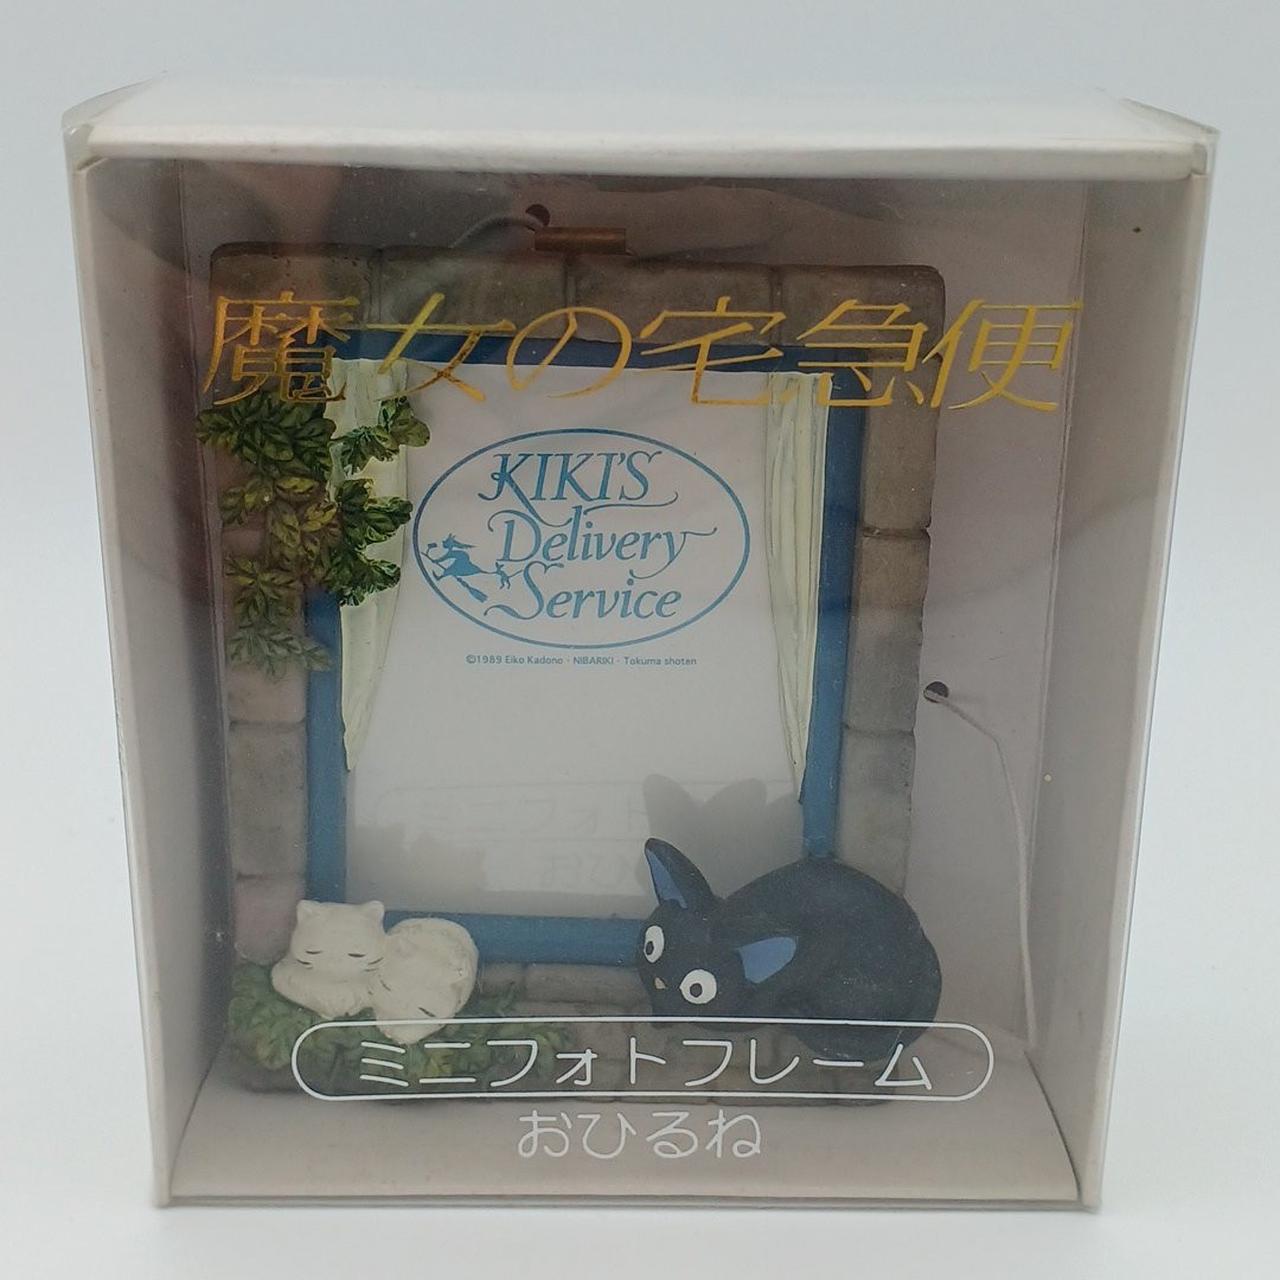 魔女の宅急便
KIKI'S
Delivery
Service
©1989 Eiko Kadono · NIBARIKI · Tokuma shoten
ミニフォトフレーム
おひるね